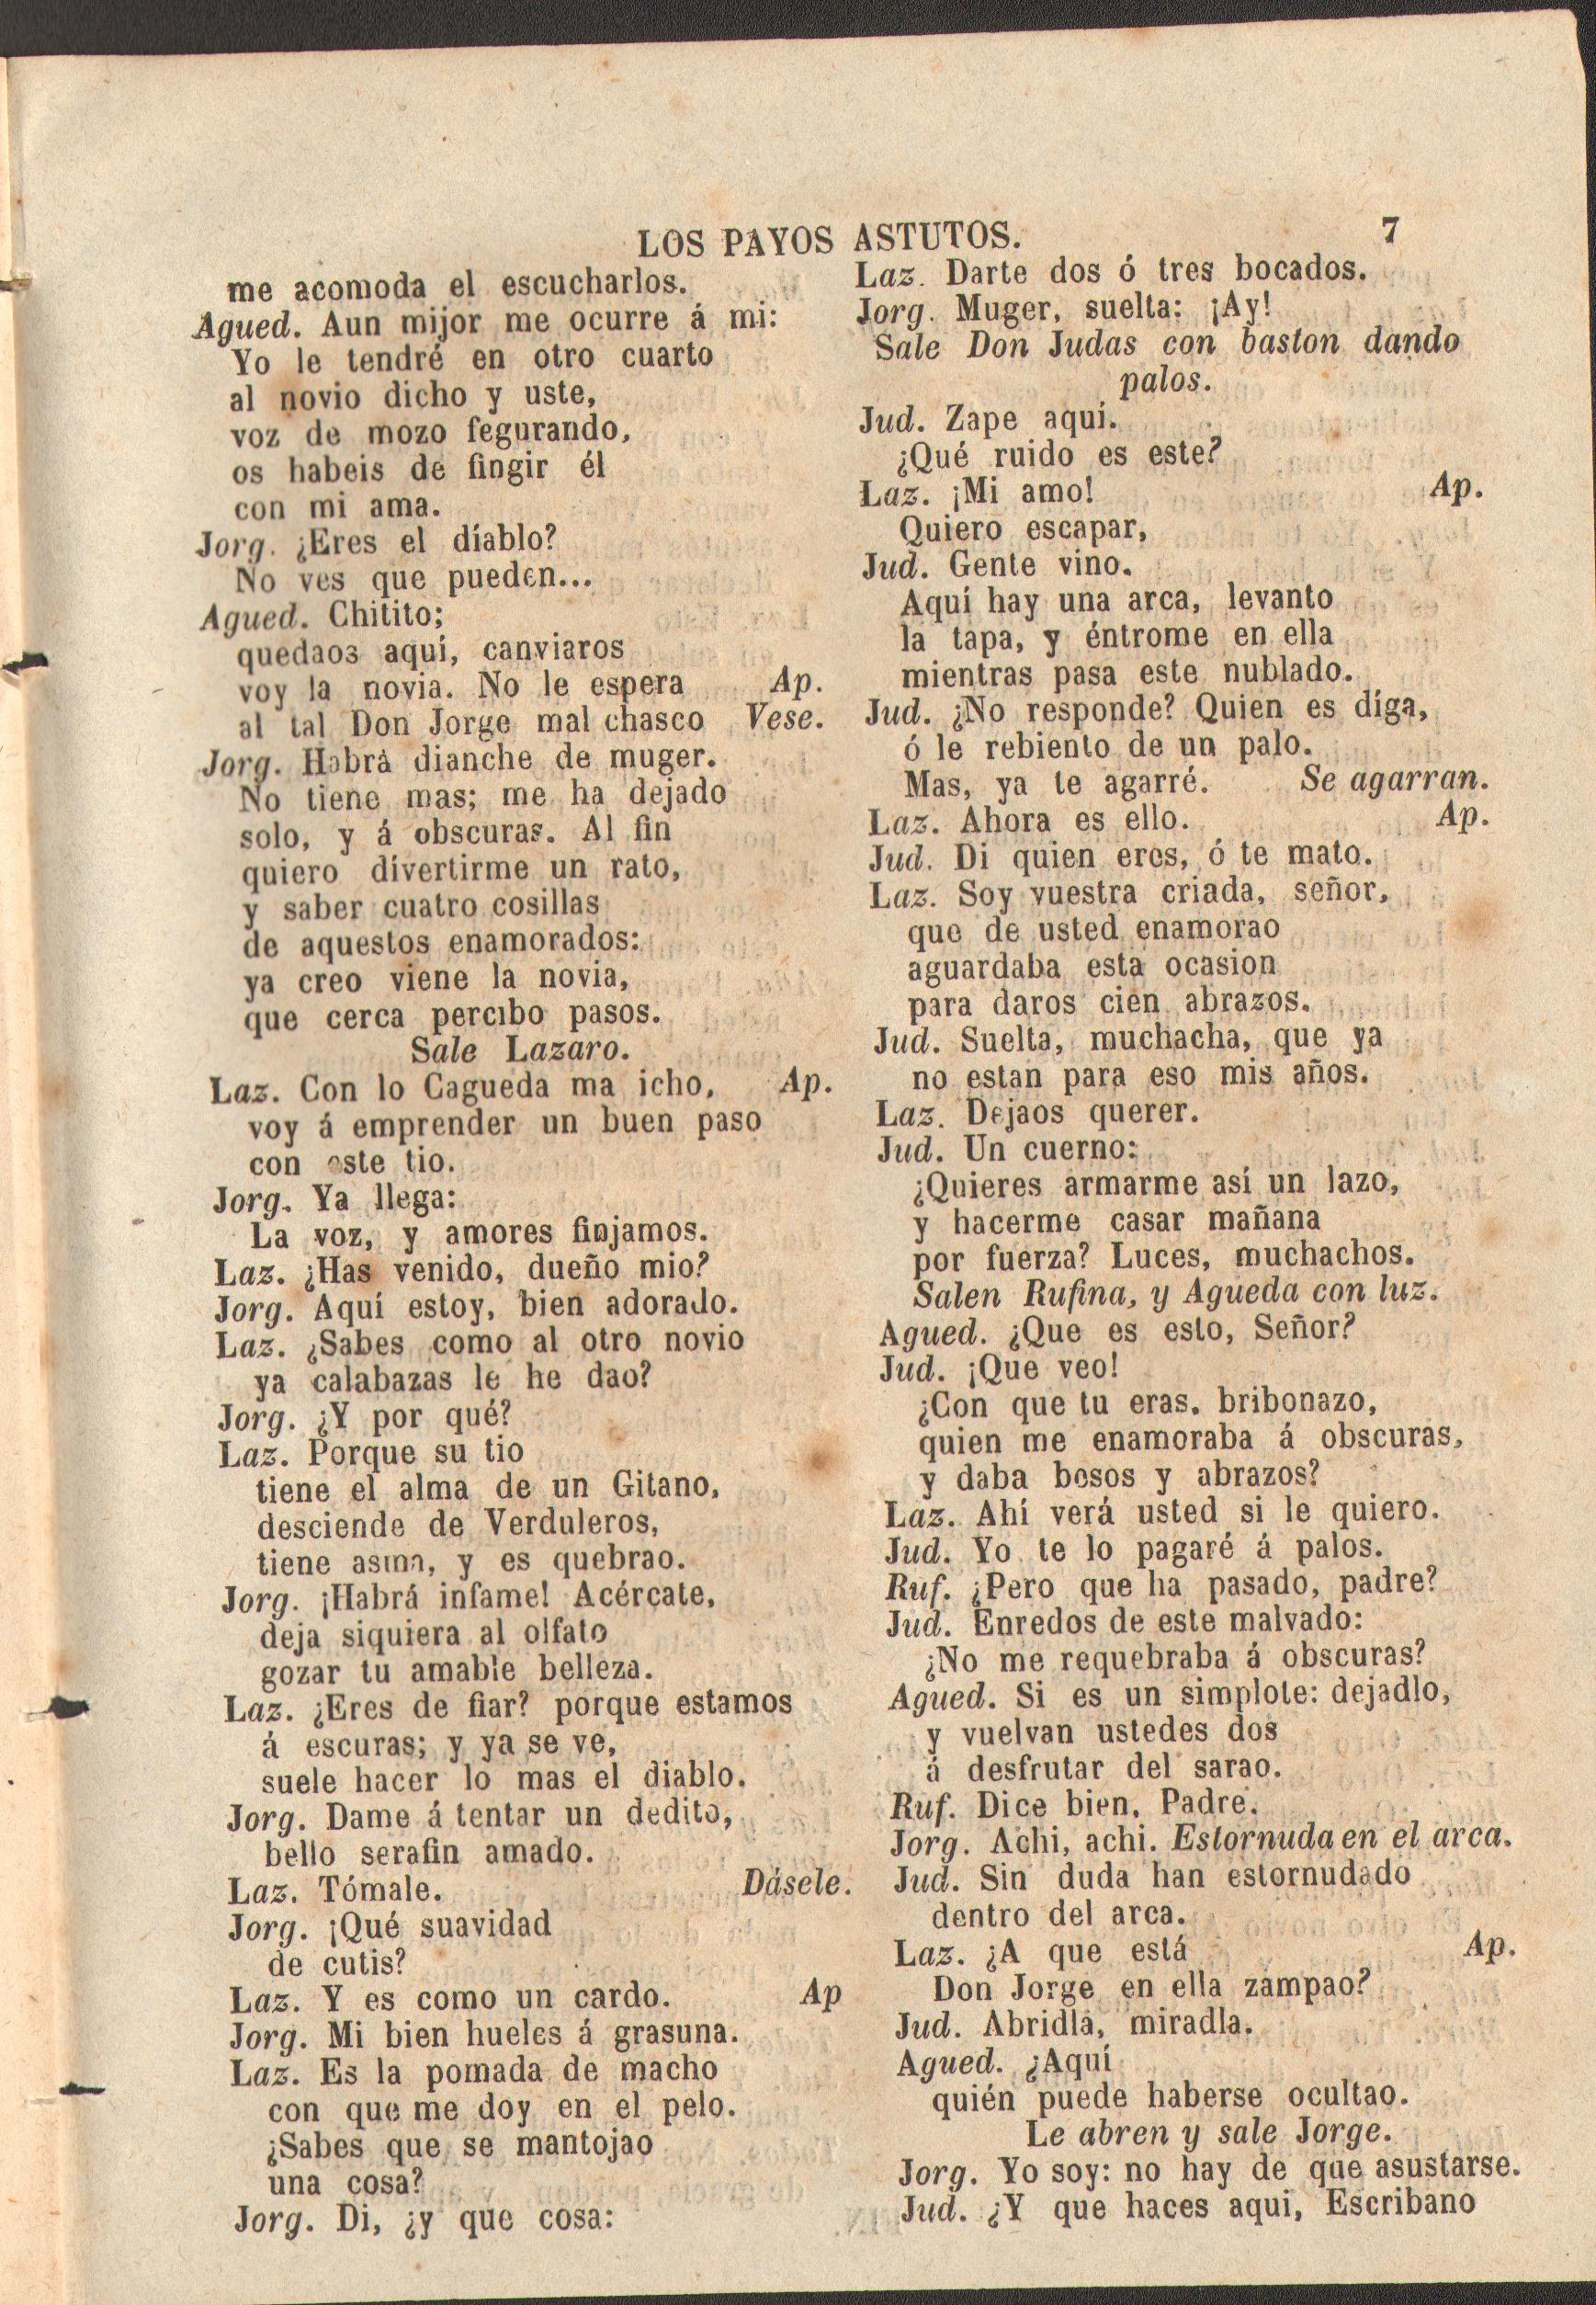 LOS PAYOS ASTUTOS. 7
me acomoda el escucharlos.
Agued. Aun mijor me ocurre á mi:
Yo le tendré en otro cuarto
al novio dicho y uste,
voz de mozo fegurando,
os habeis de fingir él
con mi ama.
Jorg. ¿Eres el díablo?
No ves que pueden...
Agued. Chitito;
quedaos aquí, canviaros
voy la novia. No le espera Ap.
al tal Don Jorge mal chasco Vese.
Jorg. Habrá dianche de muger.
No tiene mas; me ha dejado
solo, y á obscuras. Al fin
quiero dívertirme un rato,
y saber cuatro cosillas
de aquestos enamorados:
ya creo viene la novia,
que cerca percibo pasos.
Sale Lazaro.
Laz. Con lo Cagueda ma icho, Ap.
voy á emprender un buen paso
con este tio.
Jorg. Ya llega:
La voz, y amores finjamos.
Laz. ¿Has venido, dueño mio?
Jorg. Aquí estoy, bien adorado.
Laz. ¿Sabes como al otro novio
ya calabazas le he dao?
Jorg. ¿Y por qué?
Laz. Porque su tio
tiene el alma de un Gitano,
desciende de Verduleros,
tiene asma, y es quebrao.
Jorg. ¡Habrá infame! Acércate,
deja siquiera al olfato
gozar tu amable belleza.
Laz. ¿Eres de fiar? porque estamos
á escuras; y ya se ve,
suele hacer lo mas el diablo.
Jorg. Dame á tentar un dedito,
bello serafin amado.
Laz. Tómale. Dásele.
Jorg. ¡Qué suavidad
de cutis?
Laz. Y es como un cardo. Ap
Jorg. Mi bien hueles á grasuna.
Laz. Es la pomada de macho
con que me doy en el pelo.
¿Sabes que se mantojao
una cosa?
Jorg. Di, ¿y que cosa:
Laz. Darte dos ó tres bocados.
Jorg. Muger, suelta: ¡Ay!
Sale Don Judas con baston dando
palos.
Jud. Zape aquí.
¿Qué ruido es este?
Laz. ¡Mi amo! Ap.
Quiero escapar,
Jud. Gente vino.
Aquí hay una arca, levanto
la tapa, y éntrome en ella
mientras pasa este nublado.
Jud. ¿No responde? Quien es díga,
ó le rebiento de un palo.
Mas, ya te agarré. Se agarran.
Laz. Ahora es ello. Ap.
Jud. Di quien eres, ó te mato.
Laz. Soy vuestra criada, señor,
que de usted enamorao
aguardaba esta ocasion
para daros cien abrazos.
Jud. Suelta, muchacha, que ya
no estan para eso mis años.
Laz. Dejaos querer.
Jud. Un cuerno:
¿Quieres armarme así un lazo,
y hacerme casar mañana
por fuerza? Luces, muchachos.
Salen Rufina, y Agueda con luz.
Agued. ¿Que es esto, Señor?
Jud. ¡Que veo!
¿Con que tu eras, bribonazo,
quien me enamoraba á obscuras,
y daba besos y abrazos?
Laz. Ahí verá usted si le quiero.
Jud. Yo te lo pagaré á palos.
Ruf. ¿Pero que ha pasado, padre?
Jud. Enredos de este malvado:
¿No me requebraba á obscuras?
Agued. Si es un simplote: dejadlo,
y vuelvan ustedes dos
á desfrutar del sarao.
Ruf. Dice bien, Padre.
Jorg. Achi, achi. Estornuda en el arca.
Jud. Sin duda han estornudado
dentro del arca.
Laz. ¿A que está Ap.
Don Jorge en ella zampao?
Jud. Abridla, miradla.
Agued. ¿Aquí
quién puede haberse ocultao.
Le abren y sale Jorge.
Jorg. Yo soy: no hay de que asustarse.
Jud. ¿Y que haces aqui, Escribano